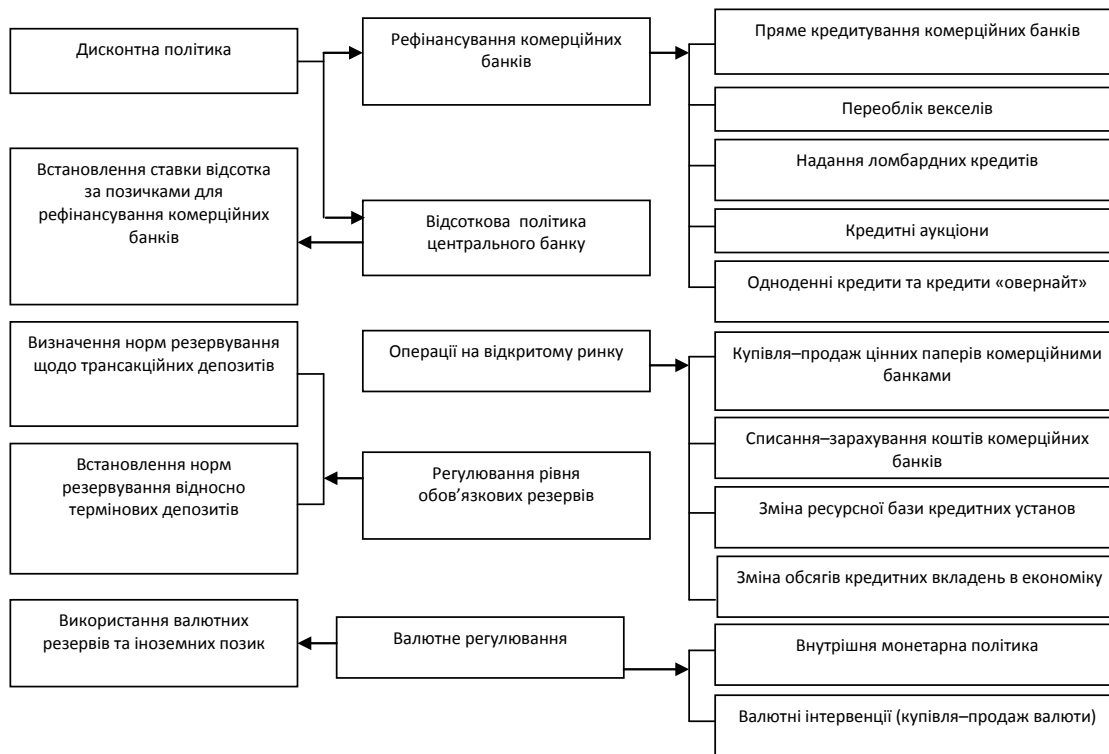 Дисконтна політика
Рефінансування комерційних
банків
Пряме кредитування комерційних банків
Переоблік векселів
Встановлення ставки відсотка
за позичками для
рефінансування комерційних
банків
Надання ломбардних кредитів
Відсоткова політика
центрального банку
Кредитні аукціони
Одноденні кредити та кредити «овернайт»
Визначення норм резервування
щодо трансакційних депозитів
Операції на відкритому ринку
Купівля–продаж цінних паперів комерційними
банками
Списання–зарахування коштів комерційних
банків
Встановлення норм
резервування відносно
термінових депозитів
Регулювання рівня
обов’язкових резервів
Зміна ресурсної бази кредитних установ
Зміна обсягів кредитних вкладень в економіку
Використання валютних
резервів та іноземних позик
Валютне регулювання
Внутрішня монетарна політика
Валютні інтервенції (купівля–продаж валюти)